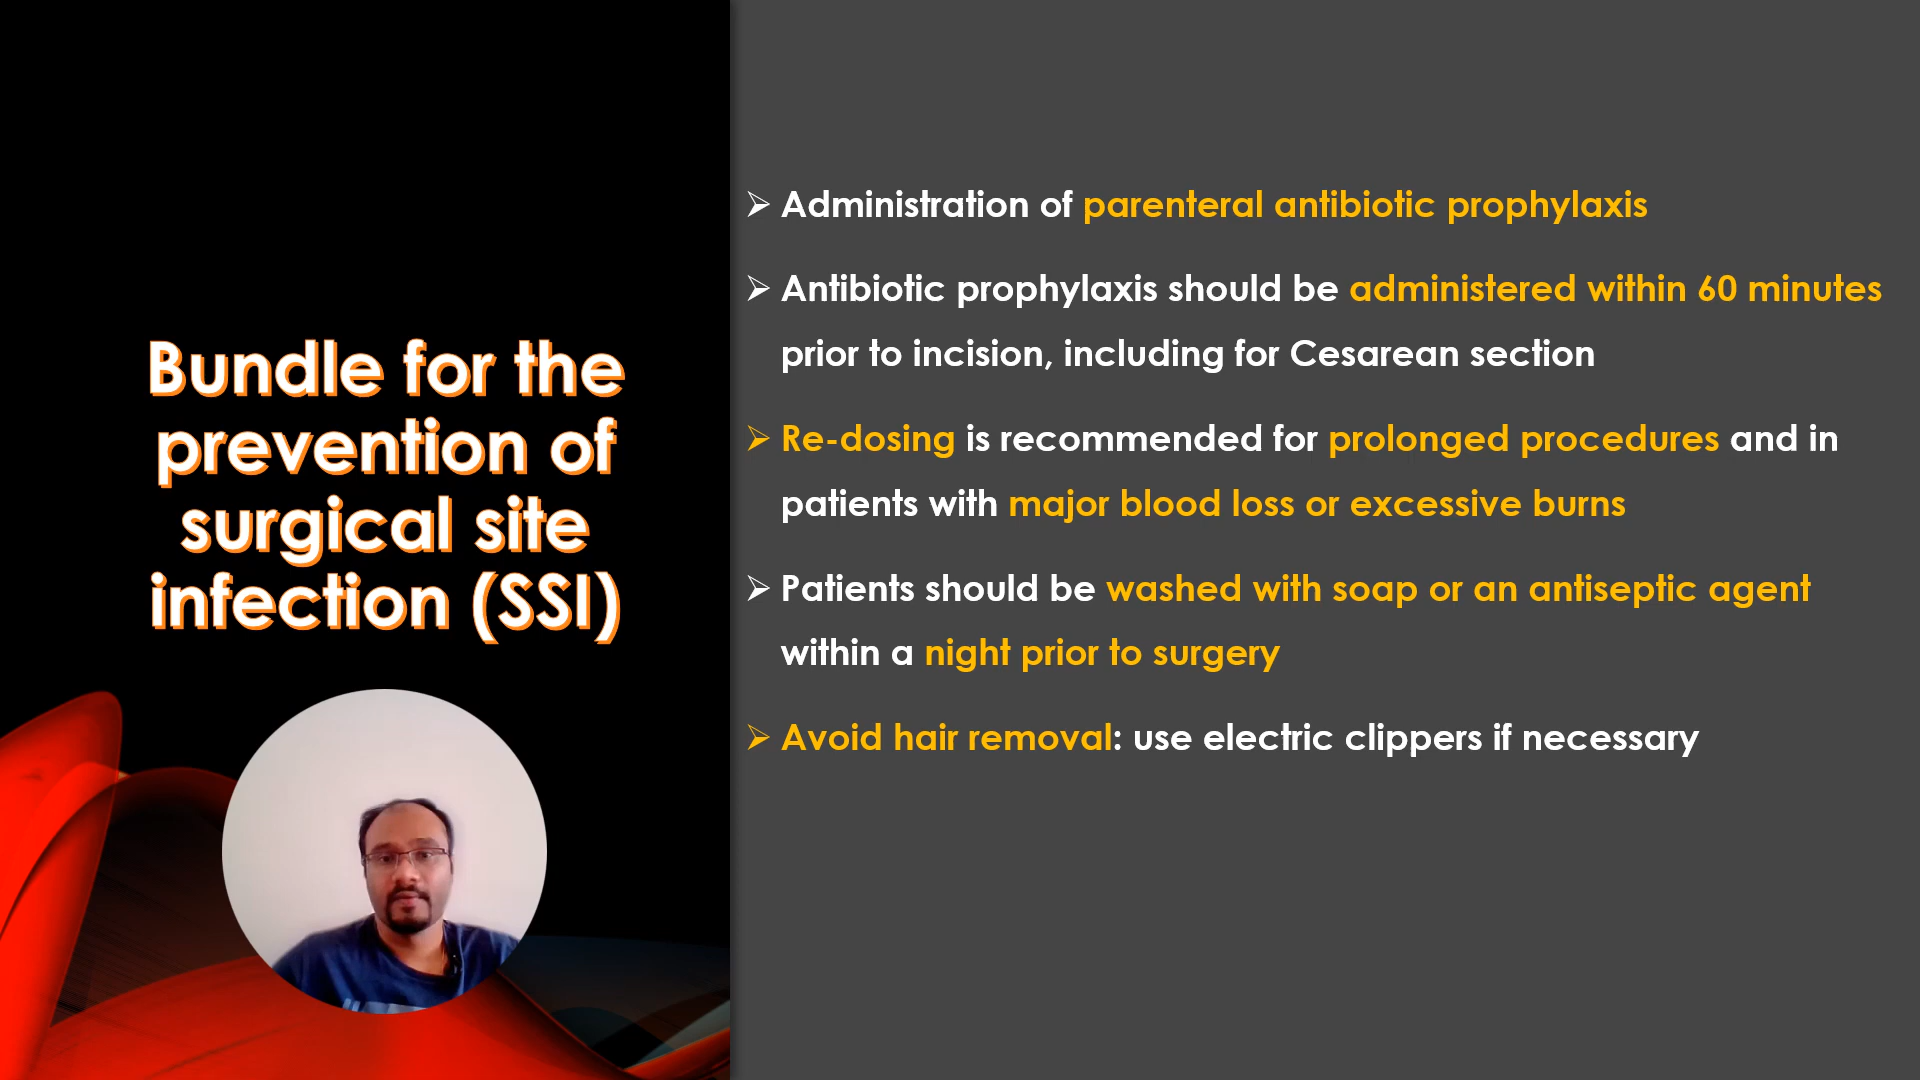 Bundle for the
prevention of
surgical site
infection (SSI)
➢ Administration of parenteral antibiotic prophylaxis
➢ Antibiotic prophylaxis should be administered within 60 minutes
prior to incision, including for Cesarean section
➢ Re-dosing is recommended for prolonged procedures and in
patients with major blood loss or excessive burns
➢ Patients should be washed with soap or an antiseptic agent
within a night prior to surgery
➢ Avoid hair removal: use electric clippers if necessary